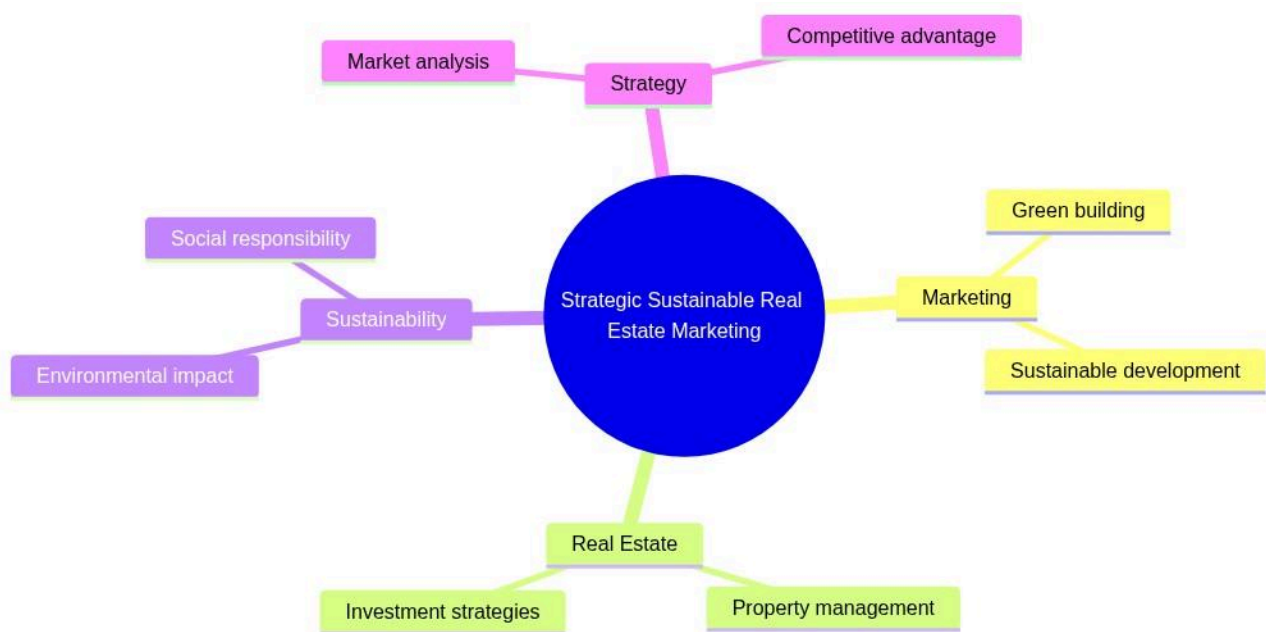 Competitive advantage
Market analysis
Strategy
Green building
Social responsibility
Marketing
Strategic Sustainable Real
Estate Marketing
Sustainability
Sustainable development
Environmental impact
Real Estate
Investment strategies
Property management